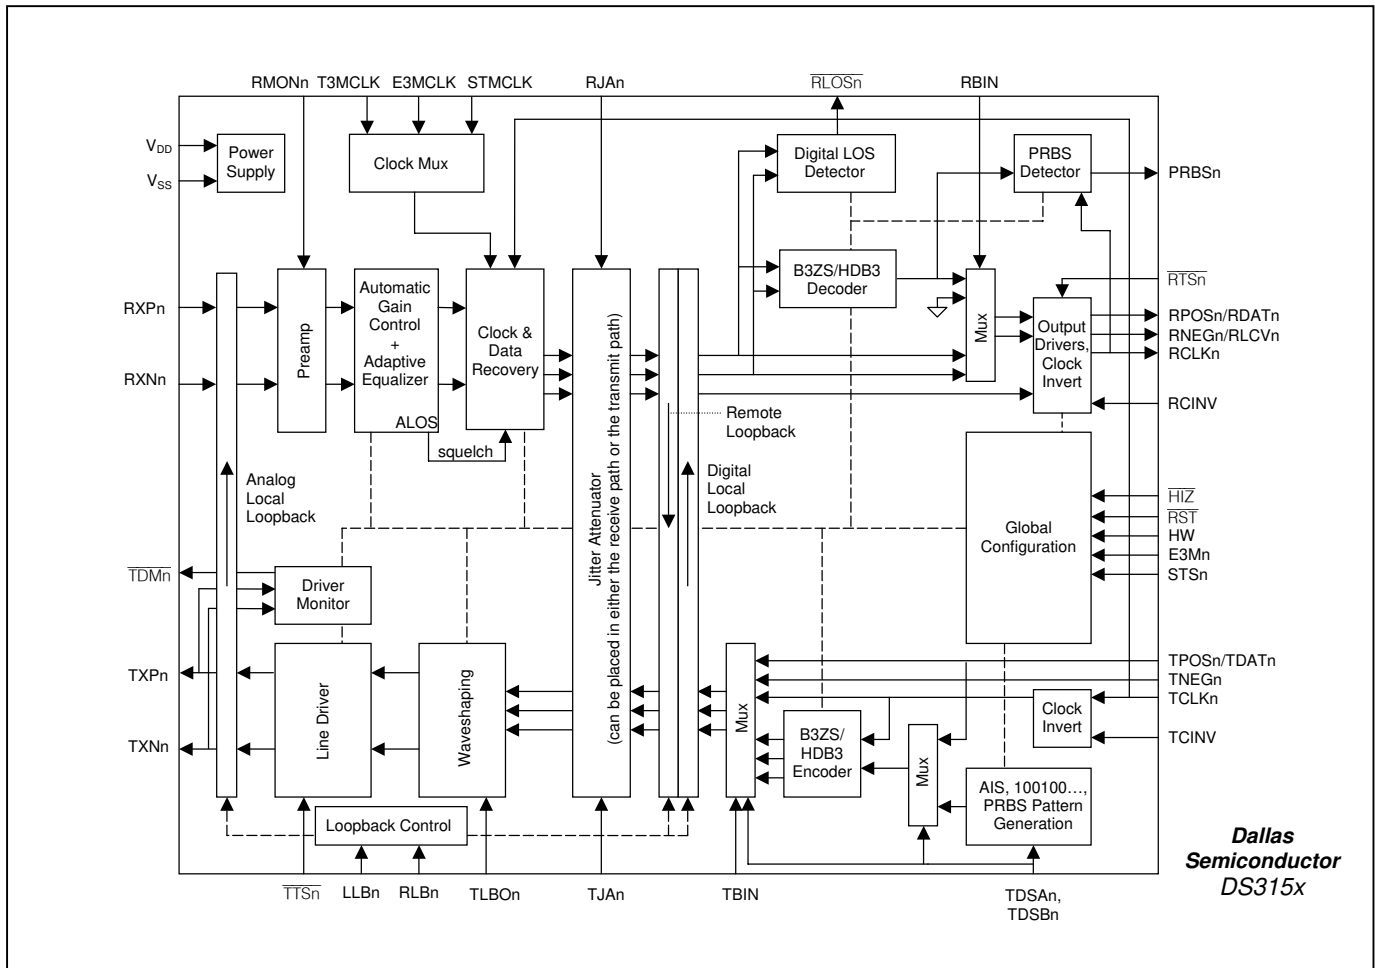 RMONn T3MCLK E3MCLK STMCLK RJAn RLOSn RBIN
VDD
VSS
Power
Supply
Clock Mux
Digital LOS
Detector
PRBS
Detector
PRBSn
RXPn
RXNn
Preamp
Automatic
Gain
Control
+
Adaptive
Equalizer
ALOS
squelch
Clock &
Data
Recovery
Jitter Attenuator
(can be placed in either the receive path or the transmit path)
B3ZS/HDB3
Decoder
Mux
Output
Drivers,
Clock
Invert
RTSn
RPOSn/RDATn
RNEGn/RLCVn
RCLKn
RCINV
Remote
Loopback
Analog
Local
Loopback
Digital
Local
Loopback
Global
Configuration
HIZ
RST
HW
E3Mn
STSn
TDMn
Driver
Monitor
TXPn
TXNn
Line Driver
Waveshaping
Mux
B3ZS/
HDB3
Encoder
Mux
Clock
Invert
TPOSn/TDATn
TNEGn
TCLKn
TCINV
AIS, 100100…,
PRBS Pattern
Generation
Loopback Control
TTSn LLBn RLBn TLBOn TJAn TBIN TDSAn,
TDSBn
Dallas
Semiconductor
DS315x